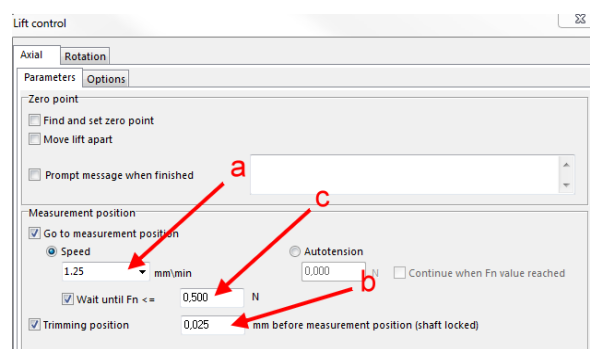 Lift control
Axial Rotation
Parameters Options
Zero point
Find and set zero point
Move lift apart
Prompt message when finished
a
c
Measurement position
Go to measurement position
Speed Autotension
1.25 mm\min 0,000 N Continue when Fn value reached
b
Wait until Fn <= 0,500 N
Trimming position 0,025 mm before measurement position (shaft locked)